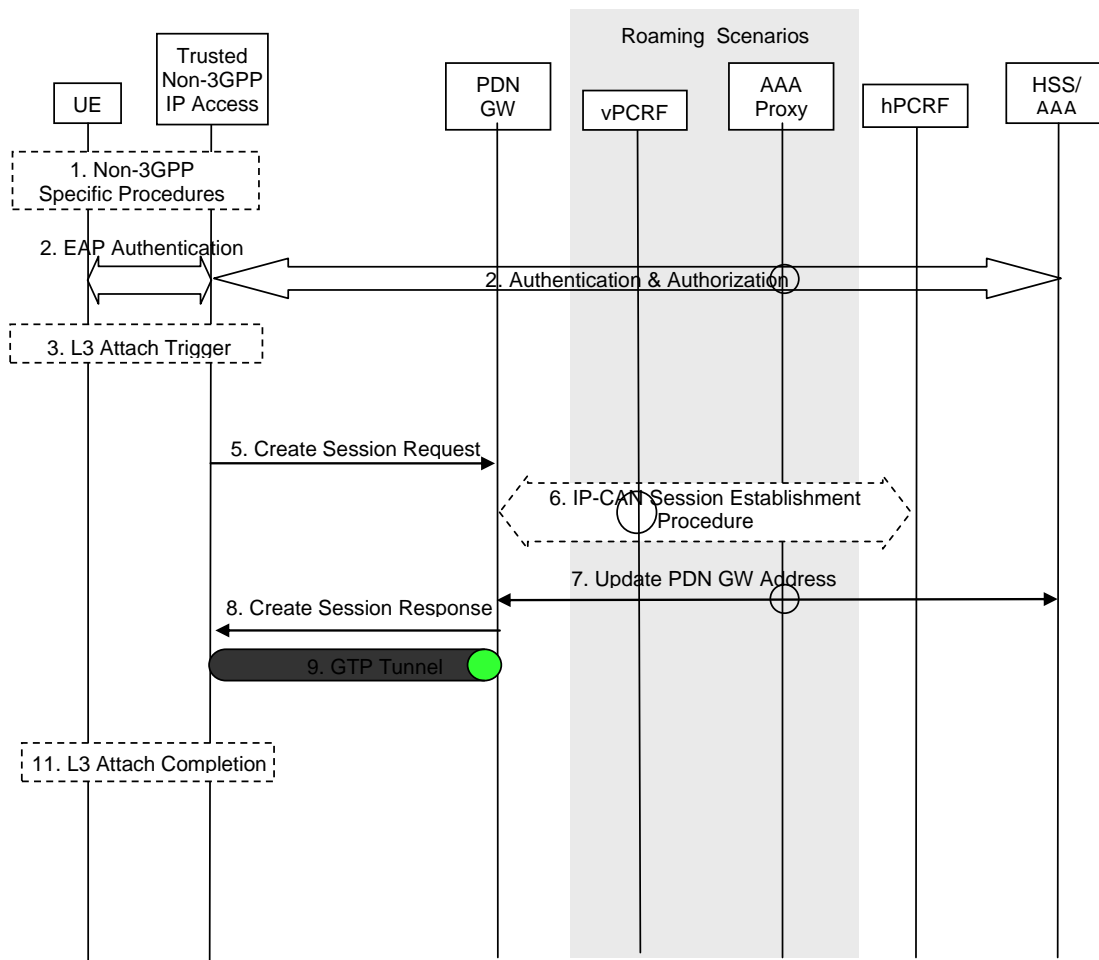 Roaming Scenarios
Trusted
Non-3GPP
IP Access
UE
PDN
GW
vPCRF
AAA
Proxy
hPCRF
HSS/
AAA
1. Non-3GPP
Specific Procedures
2. EAP Authentication
2. Authentication & Authorization
3. L3 Attach Trigger
5. Create Session Request
6. IP-CAN Session Establishment
Procedure
7. Update PDN GW Address
8. Create Session Response
9. GTP Tunnel
11. L3 Attach Completion